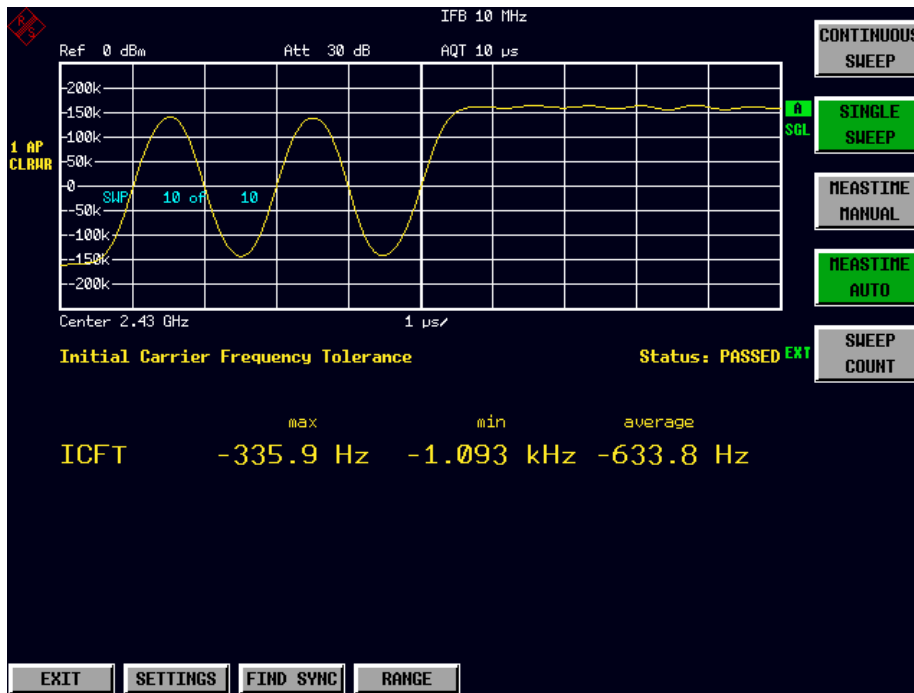 IFB 10 MHz
R S
Ref 0 dBm Att 30 dB AQT 10 µs
CONTINUOUS SWEEP
200k
150k
A
SGL
SINGLE SWEEP
100k
1 AP
CLRWR
50k
0
SWP 10 of 10
MEASTIME MANUAL
-50k
-100k
-150k
-200k
MEASTIME AUTO
Center 2.43 GHz 1 µs/
Initial Carrier Frequency Tolerance Status: PASSED EXT
SWEEP COUNT
max min average
ICFT -335.9 Hz -1.093 kHz -633.8 Hz
EXIT SETTINGS FIND SYNC RANGE